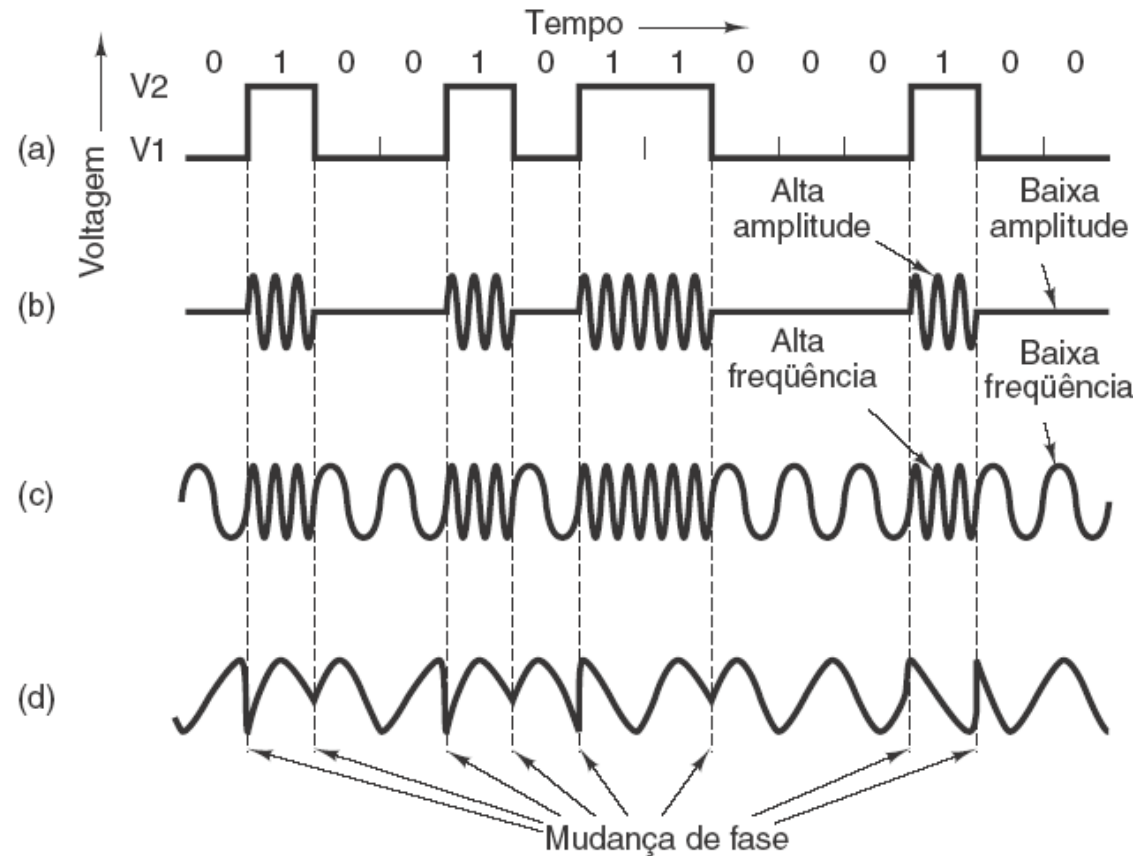 Tempo
0 1 0 0 1 0 1 1 0 0 0 1 0 0
Voltagem
V2
(a) V1
Alta
amplitude
Baixa
amplitude
(b)
Alta
freqüência
Baixa
freqüência
(c)
(d)
Mudança de fase